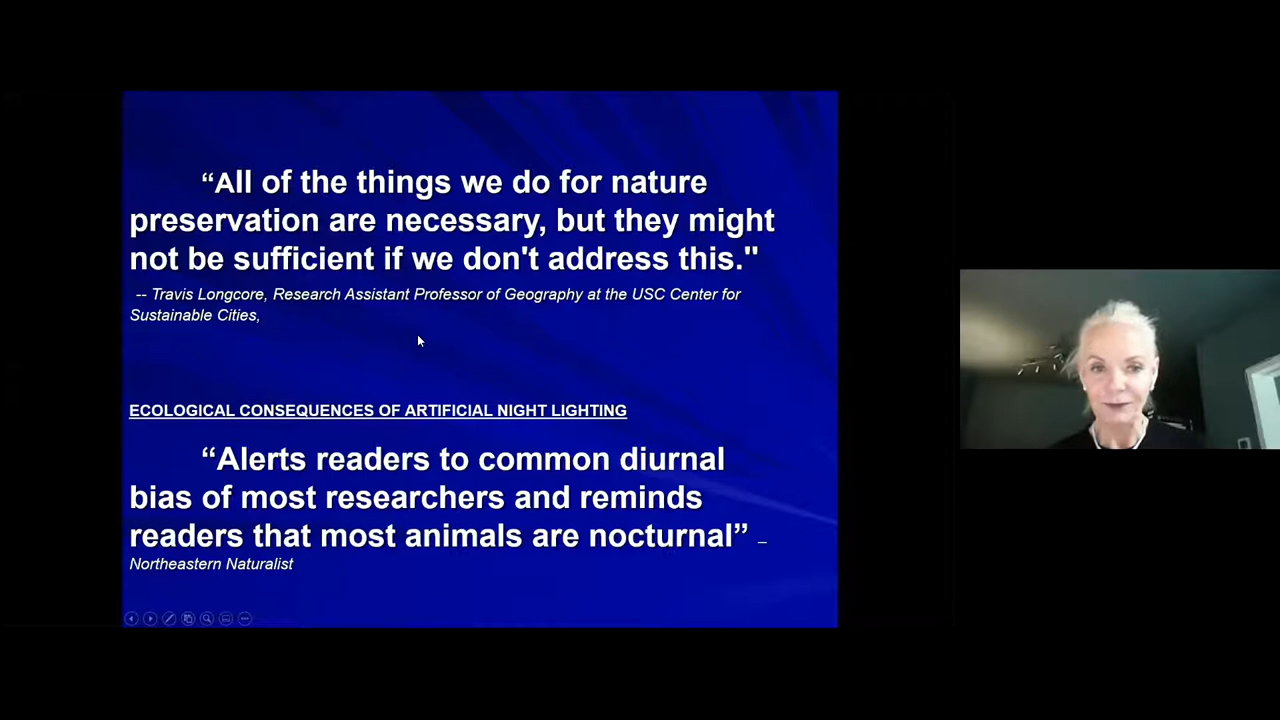 “All of the things we do for nature
preservation are necessary, but they might
not be sufficient if we don't address this."
-- Travis Longcore, Research Assistant Professor of Geography at the USC Center for
Sustainable Cities,
ECOLOGICAL CONSEQUENCES OF ARTIFICIAL NIGHT LIGHTING
“Alerts readers to common diurnal
bias of most researchers and reminds
readers that most animals are nocturnal” –
Northeastern Naturalist